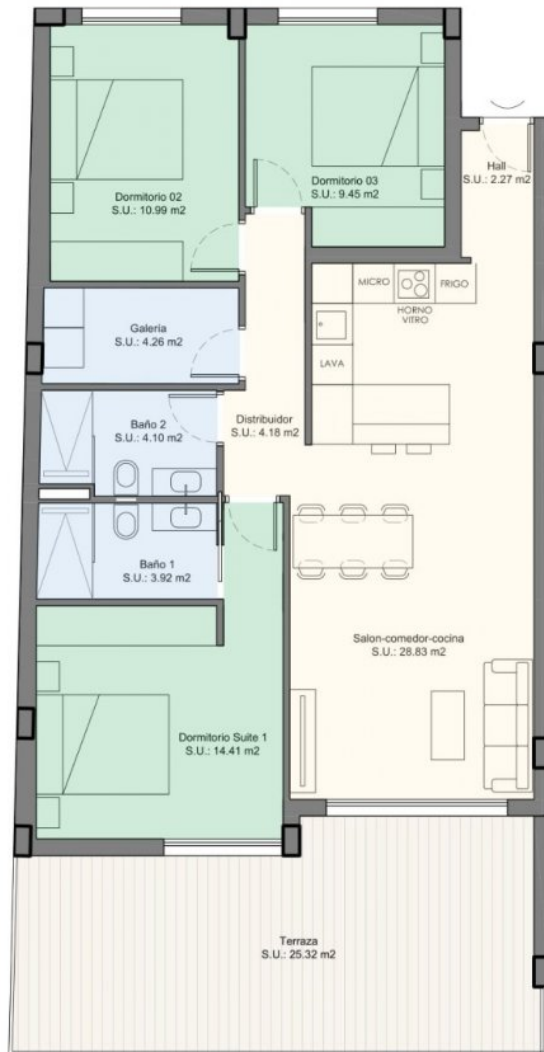 Hall
S.U.: 2.27 m2
Dormitorio 02
S.U.: 10.99 m2
Dormitorio 03
S.U.: 9.45 m2
MICRO
FRIGO
HORNO
VITRO
LAVA
Galería
S.U.: 4.26 m2
Baño 2
S.U.: 4.10 m2
Distribuidor
S.U.: 4.18 m2
Baño 1
S.U.: 3.92 m2
Salon-comedor-cocina
S.U.: 28.83 m2
Dormitorio Suite 1
S.U.: 14.41 m2
Terraza
S.U.: 25.32 m2